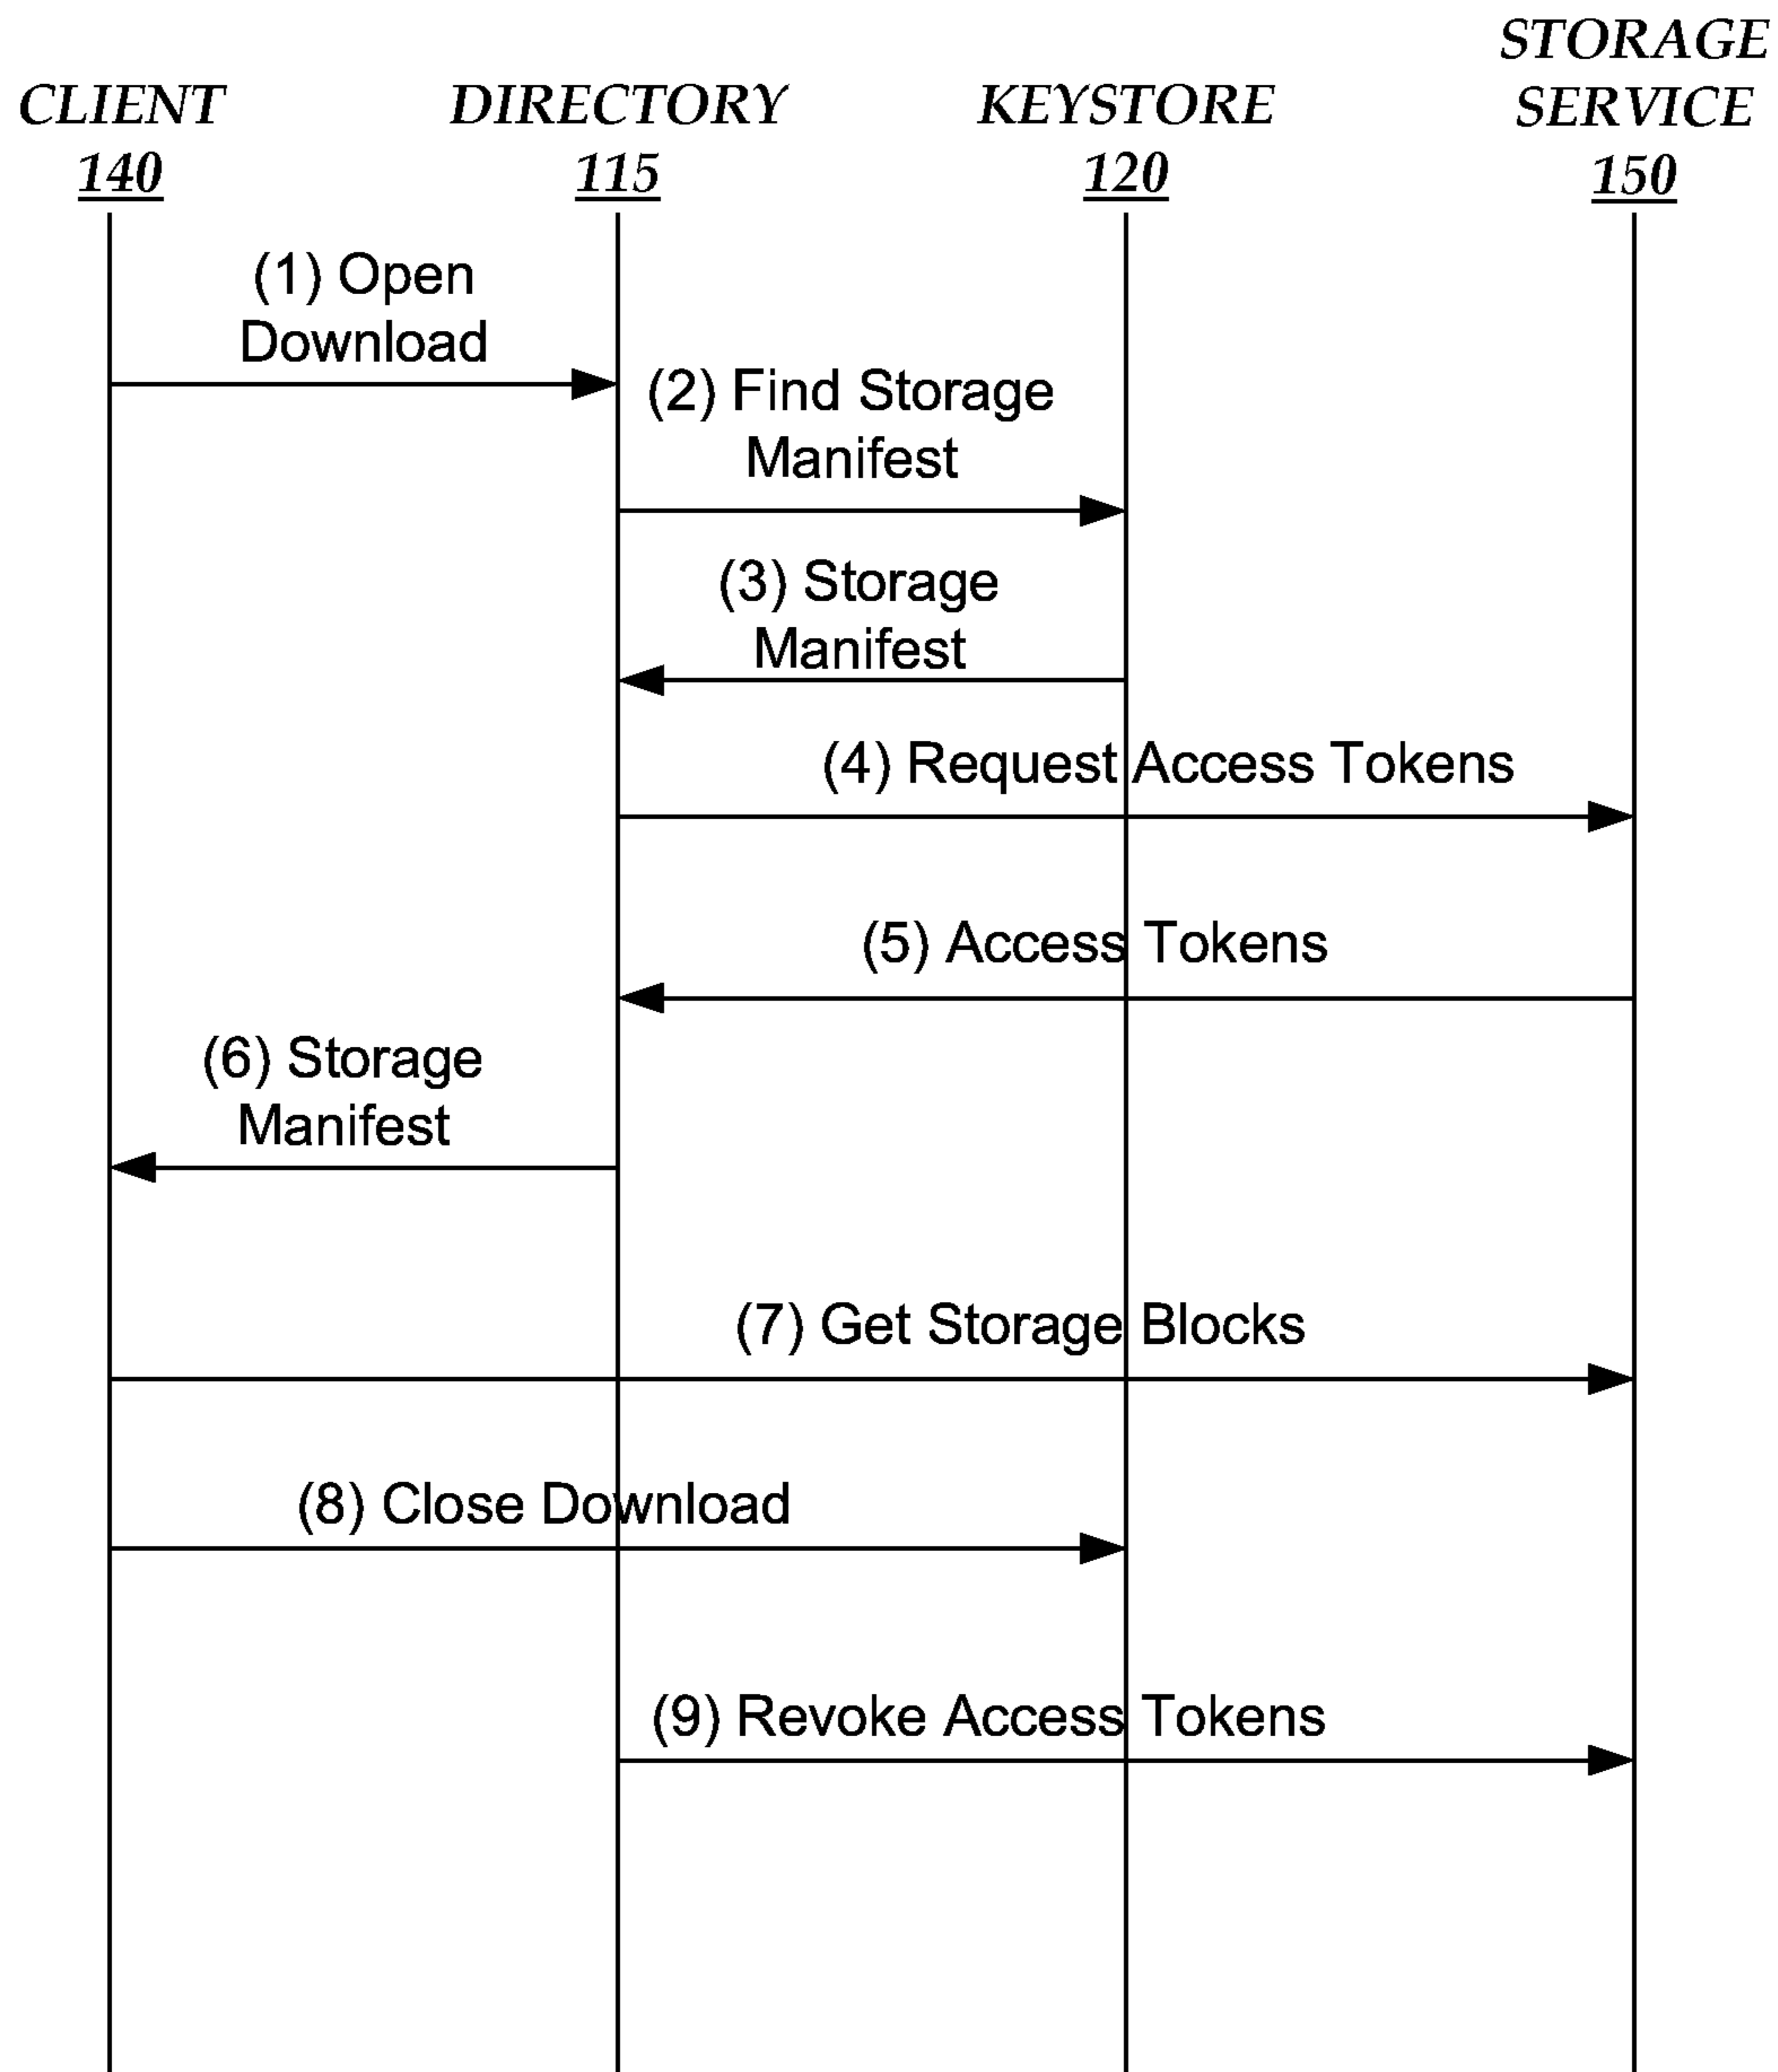 CLIENT
140
DIRECTORY
115
KEYSTORE
120
STORAGE
SERVICE
150
(1) Open
Download
(2) Find Storage
Manifest
(3) Storage
Manifest
(4) Request Access Tokens
(5) Access Tokens
(6) Storage
Manifest
(7) Get Storage Blocks
(8) Close Download
(9) Revoke Access Tokens